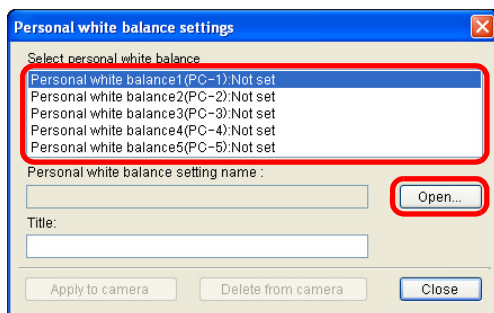 Personal white balance settings
Select personal white balance
Personal white balance1(PC-1):Not set
Personal white balance2(PC-2):Not set
Personal white balance3(PC-3):Not set
Personal white balance4(PC-4):Not set
Personal white balance5(PC-5):Not set
Personal white balance setting name :
Open...
Title:
Apply to camera Delete from camera Close